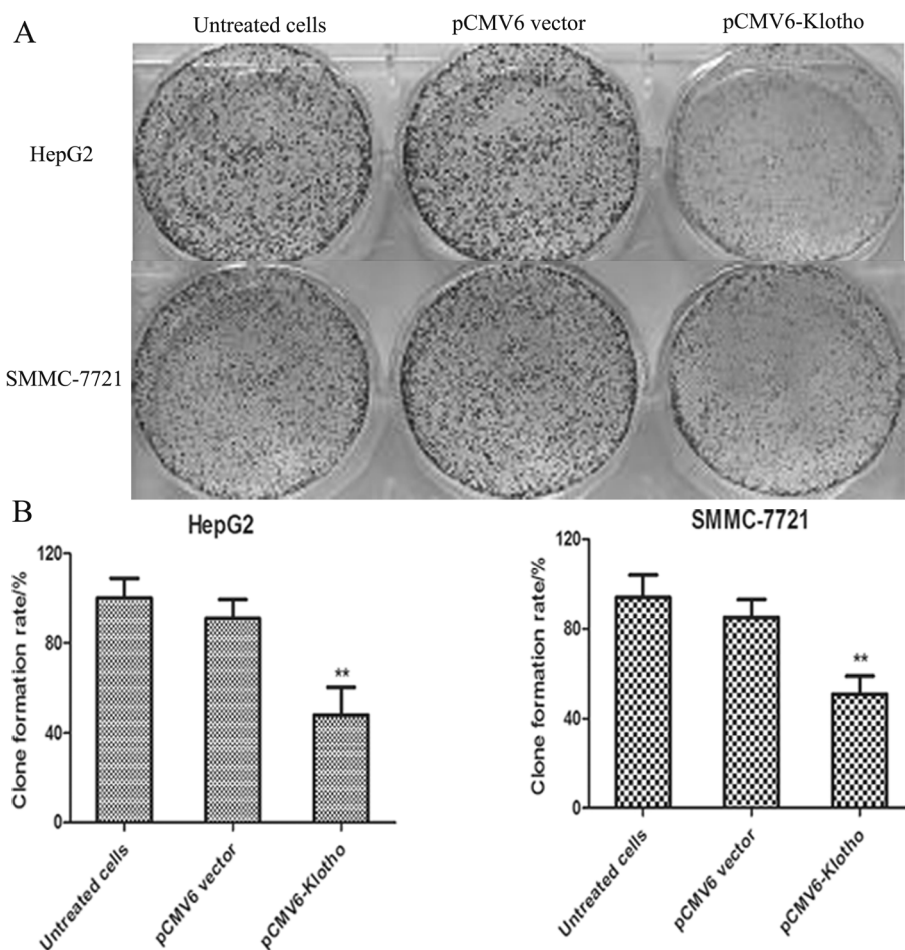 A
Untreated cells
pCMV6 vector
pCMV6-Klotho
HepG2
SMMC-7721
B
HepG2
Clone formation rate/%
120
80
40
0
**
Untreated cells
pCMV6 vector
pCMV6-Klotho
SMMC-7721
Clone formation rate/%
120
80
40
0
**
Untreated cells
pCMV6 vector
pCMV6-Klotho